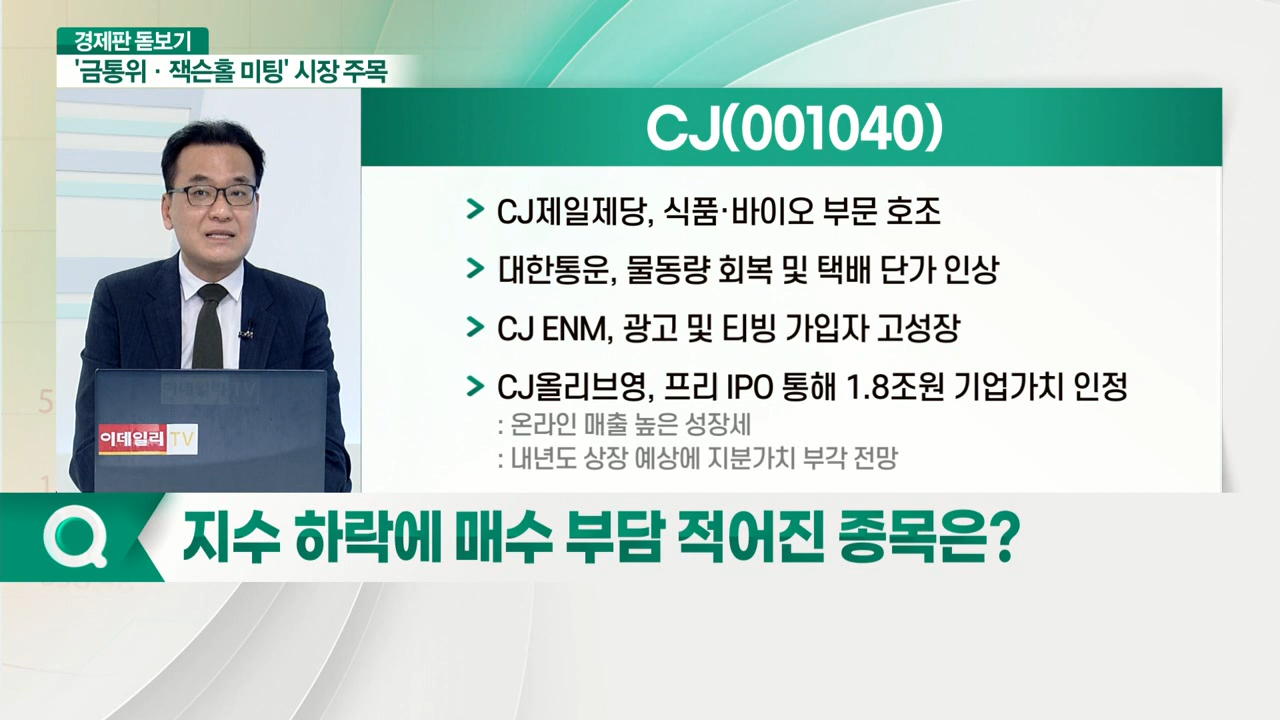 경제판 돋보기
'금통위 · 잭슨홀 미팅' 시장 주목
CJ(001040)
> CJ제일제당, 식품·바이오 부문 호조
> 대한통운, 물동량 회복 및 택배 단가 인상
> CJ ENM, 광고 및 티빙 가입자 고성장
> CJ올리브영, 프리 IPO 통해 1.8조원 기업가치 인정
: 온라인 매출 높은 성장세
: 내년도 상장 예상에 지분가치 부각 전망
이데일리 TV
Q 지수 하락에 매수 부담 적어진 종목은?